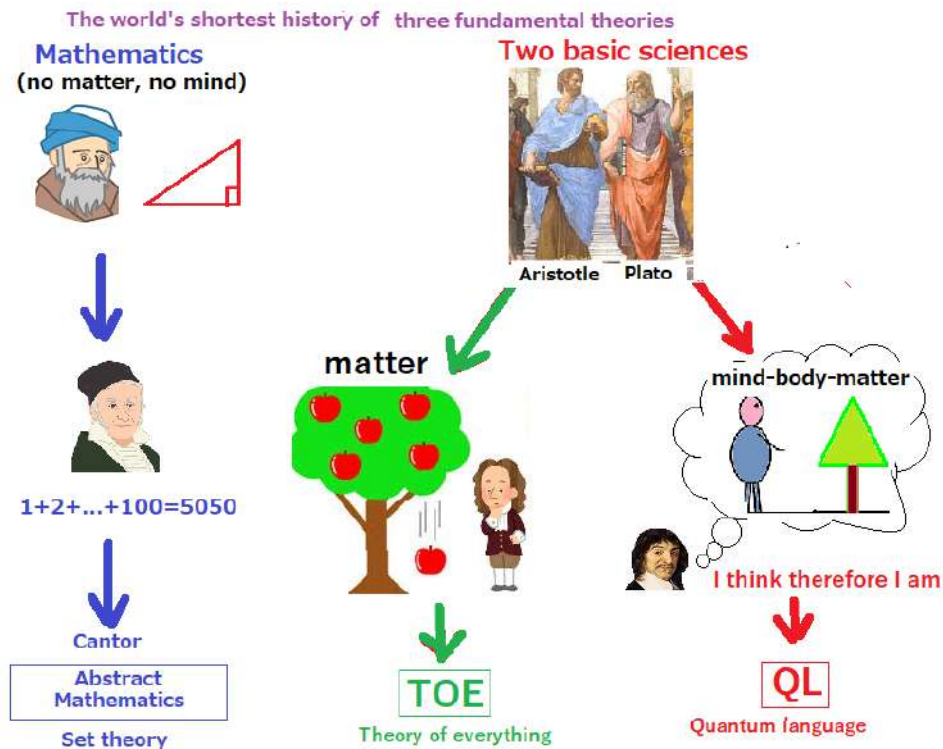 The world's shortest history of three fundamental theories
Mathematics
(no matter, no mind)
Two basic sciences
Aristotle Plato
matter
mind-body-matter
1+2+...+100=5050
I think therefore I am
Cantor
Abstract
Mathematics
Set theory
TOE
Theory of everything
QL
Quantum language